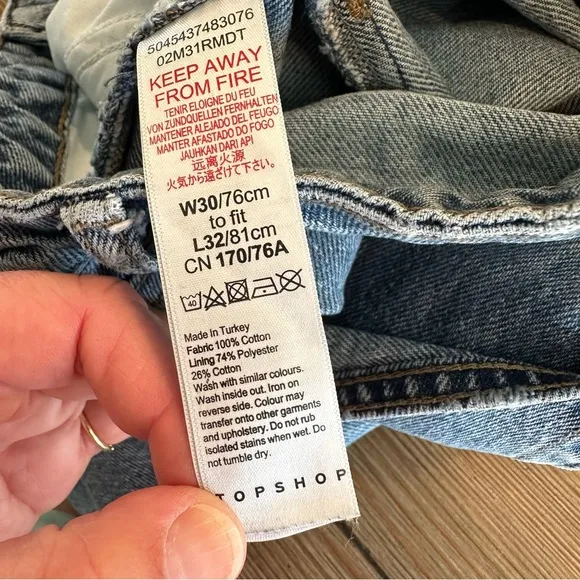 5045437483076
02M31RMDT
KEEP AWAY
FROM FIRE
TENIR ELOIGNE DU FEU
VON ZUNDQUELLEN FERNHALTEN
MANTENER ALEJADO DEL FUEGO
MANTER AFASTADO DO FOGO
JAUHKAN DARI API
远离火源
火気から遠ざけて下さい。
W30/76cm
to fit
L32/81cm
CN 170/76A
40
Made in Turkey
Fabric 100% Cotton
Lining 74% Polyester
26% Cotton
Wash with similar colours.
Wash inside out. Iron on
reverse side. Colour may
transfer onto other garments
and upholstery. Do not rub
isolated stains when wet. Do
not tumble dry.
TOPSHOP